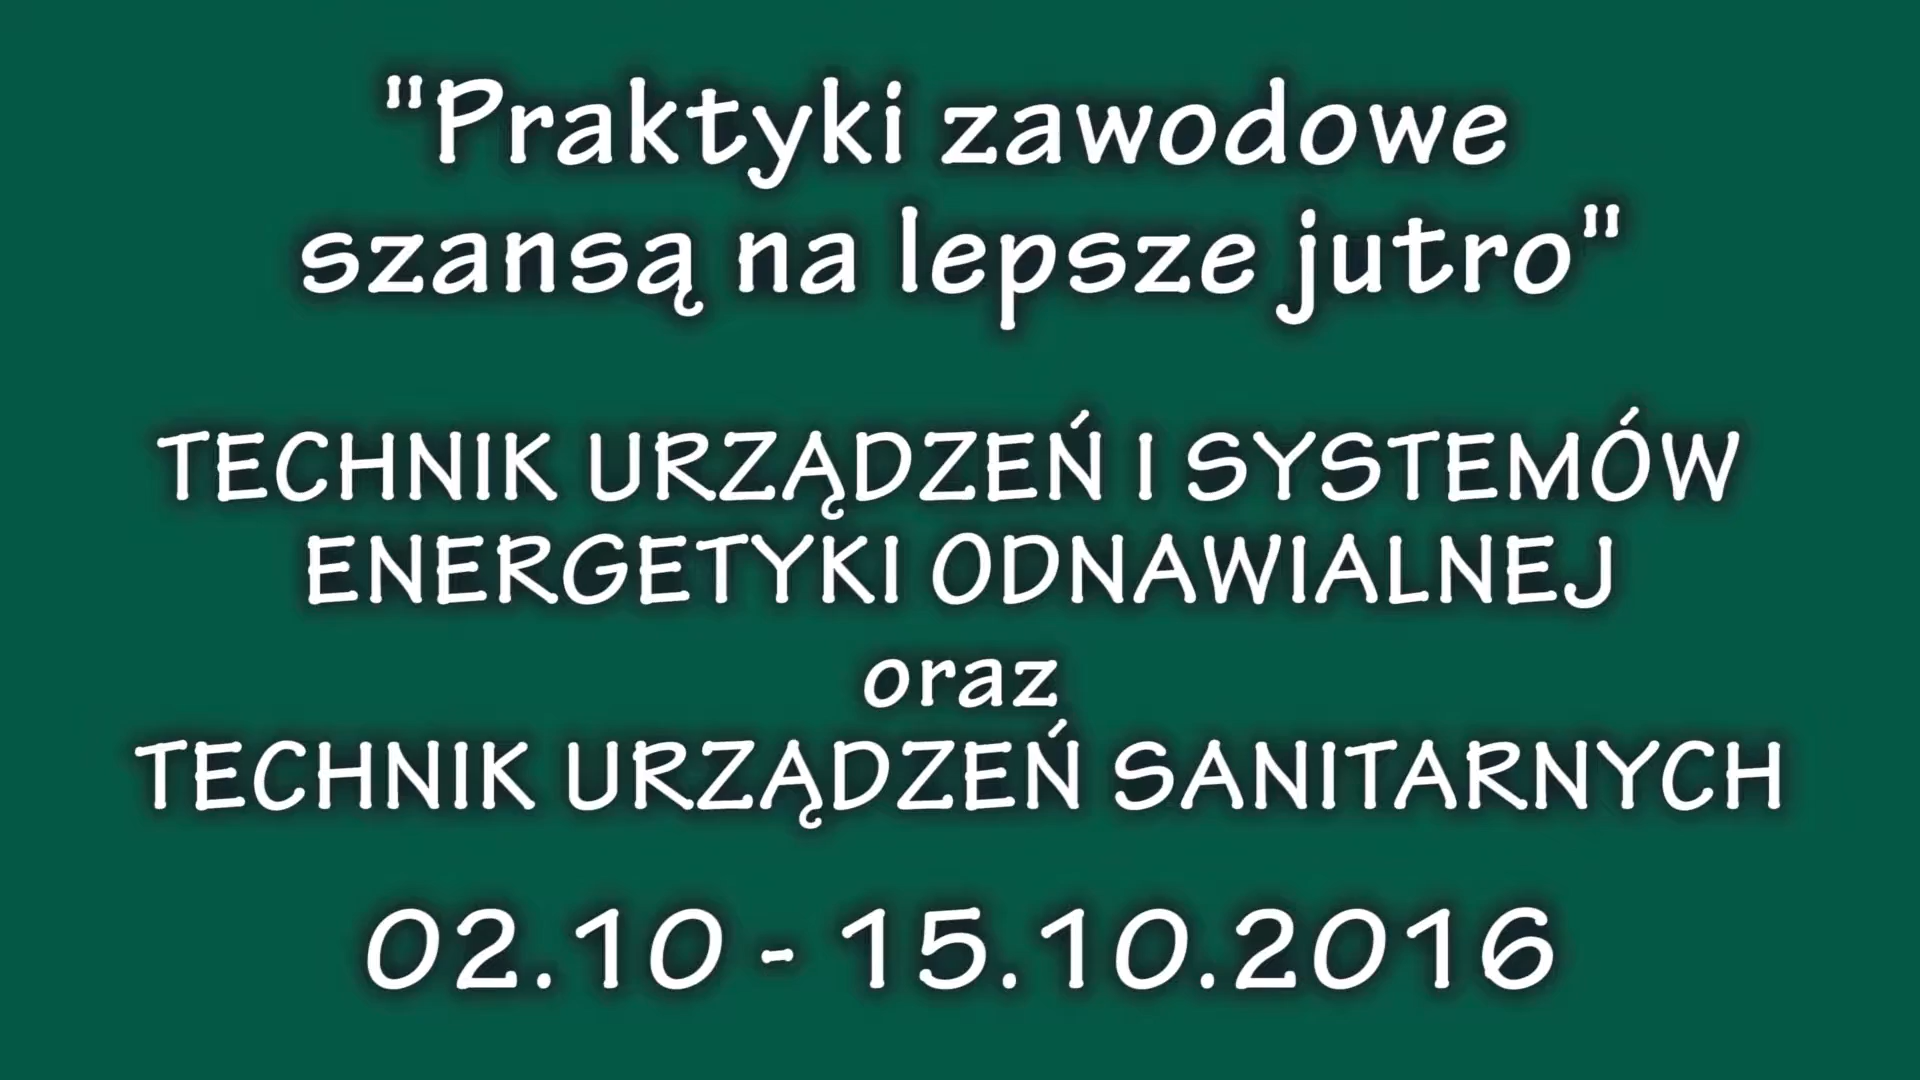 "Praktyki zawodowe
szansą na lepsze jutro"
TECHNIK URZĄDZEŃ I SYSTEMÓW
ENERGETYKI ODNAWIALNEJ
oraz
TECHNIK URZĄDZEŃ SANITARNYCH
02.10 - 15.10.2016